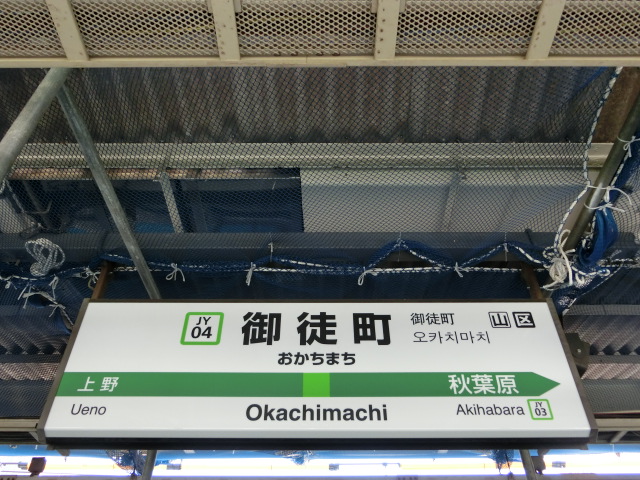 JY
04
御徒町
御徒町
오카치마치
山 区
おかちまち
上野
秋葉原
Ueno
Okachimachi
Akihabara
JY
03